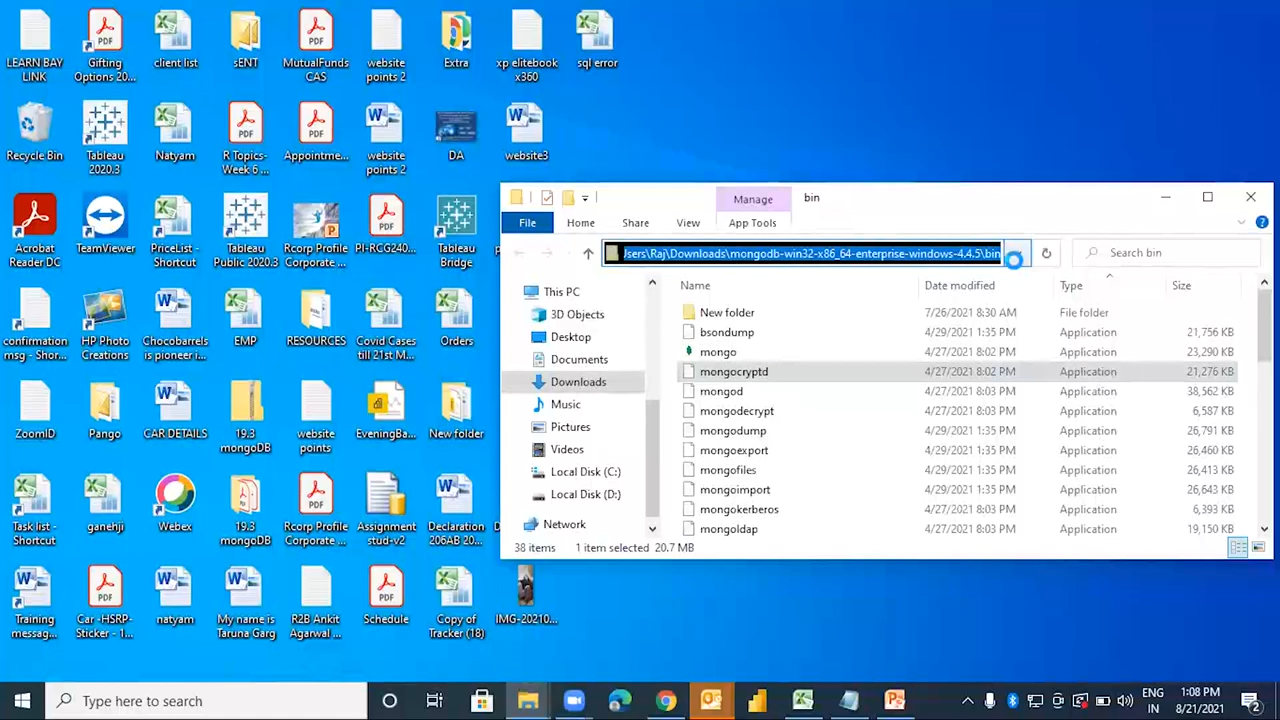 LEARN BAY
LINK
Gifting
Options 20...
client list
sENT
MutualFunds
CAS
website
points 2
Extra
xp elitebook
x360
sql error
Recycle Bin
Tableau
2020.3
Natyam
R Topics-
Week 6 ...
Appointme...
website
points 2
DA
website3
Acrobat
Reader DC
TeamViewer
PriceList -
Shortcut
Tableau
Public 2020.3
Rcorp Profile
Corporate ...
PI-RCG240...
Tableau
Bridge
confirmation
msg - Shor...
HP Photo
Creations
Chocobarrels
is pioneer i...
EMP
RESOURCES
Covid Cases
till 21st M...
Orders
ZoomID
Pango
CAR DETAILS
19.3
mongoDB
website
points
EveningBa...
New folder
Task list -
Shortcut
ganehji
Webex
19.3
mongoDB
Rcorp Profile
Corporate ...
Assignment
stud-v2
Declaration
206AB 20...
Training
messag...
Car -HSRP-
Sticker - 1...
natyam
My name is
Taruna Garg
R2B Ankit
Agarwal ...
Schedule
Copy of
Tracker (18)
IMG-20210...
Manage
bin
File
Home
Share
View
App Tools
Users\Raj\Downloads\mongodb-win32-x86_64-enterprise-windows-4.4.5\bin
Search bin
This PC
3D Objects
Desktop
Documents
Downloads
Music
Pictures
Videos
Local Disk (C:)
Local Disk (D:)
Network
Name Date modified Type Size
New folder 7/26/2021 8:30 AM File folder
bsondump 4/29/2021 1:35 PM Application 21,756 KB
mongo 4/27/2021 8:02 PM Application 23,290 KB
mongocryptd 4/27/2021 8:02 PM Application 21,276 KB
mongod 4/27/2021 8:03 PM Application 38,562 KB
mongodecrypt 4/27/2021 8:03 PM Application 6,587 KB
mongodump 4/29/2021 1:35 PM Application 26,791 KB
mongoexport 4/29/2021 1:35 PM Application 26,460 KB
mongofiles 4/29/2021 1:35 PM Application 26,413 KB
mongoimport 4/29/2021 1:35 PM Application 26,643 KB
mongokerberos 4/27/2021 8:03 PM Application 6,393 KB
mongoldap 4/27/2021 8:03 PM Application 19,150 KB
38 items 1 item selected 20.7 MB
Type here to search
ENG
IN
1:08 PM
8/21/2021
2